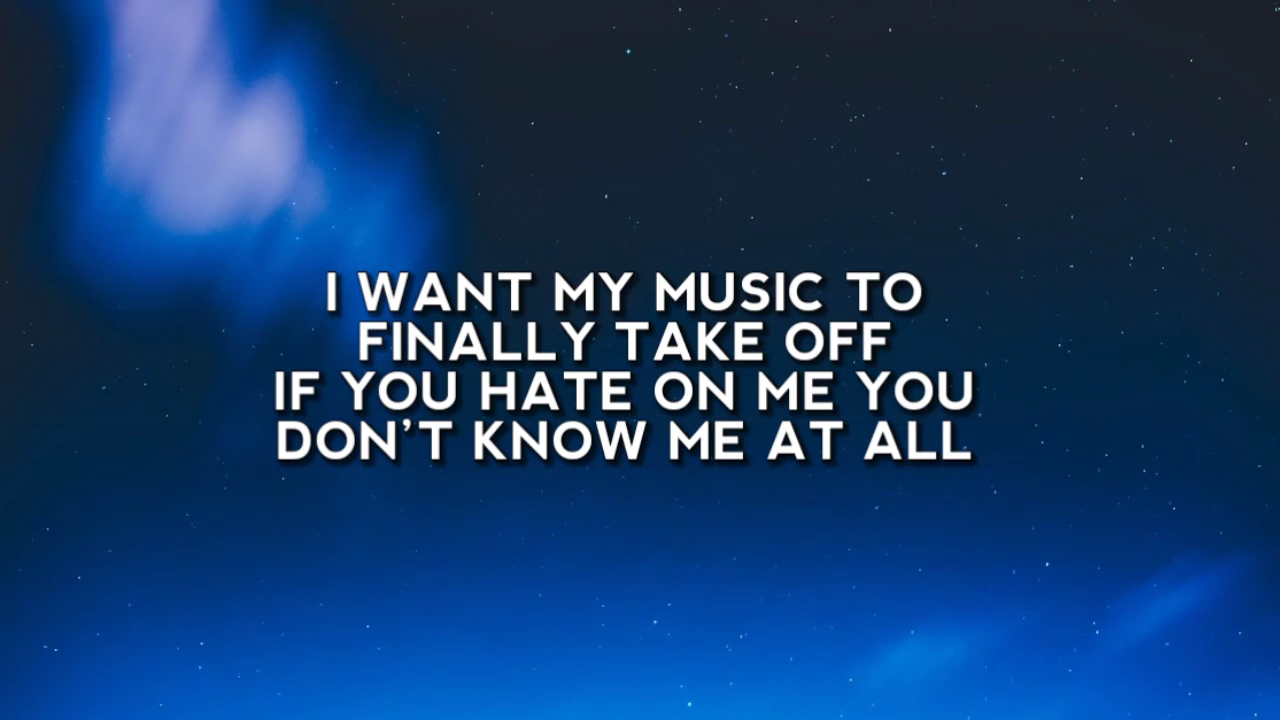 I WANT MY MUSIC TO
FINALLY TAKE OFF
IF YOU HATE ON ME YOU
DON’T KNOW ME AT ALL